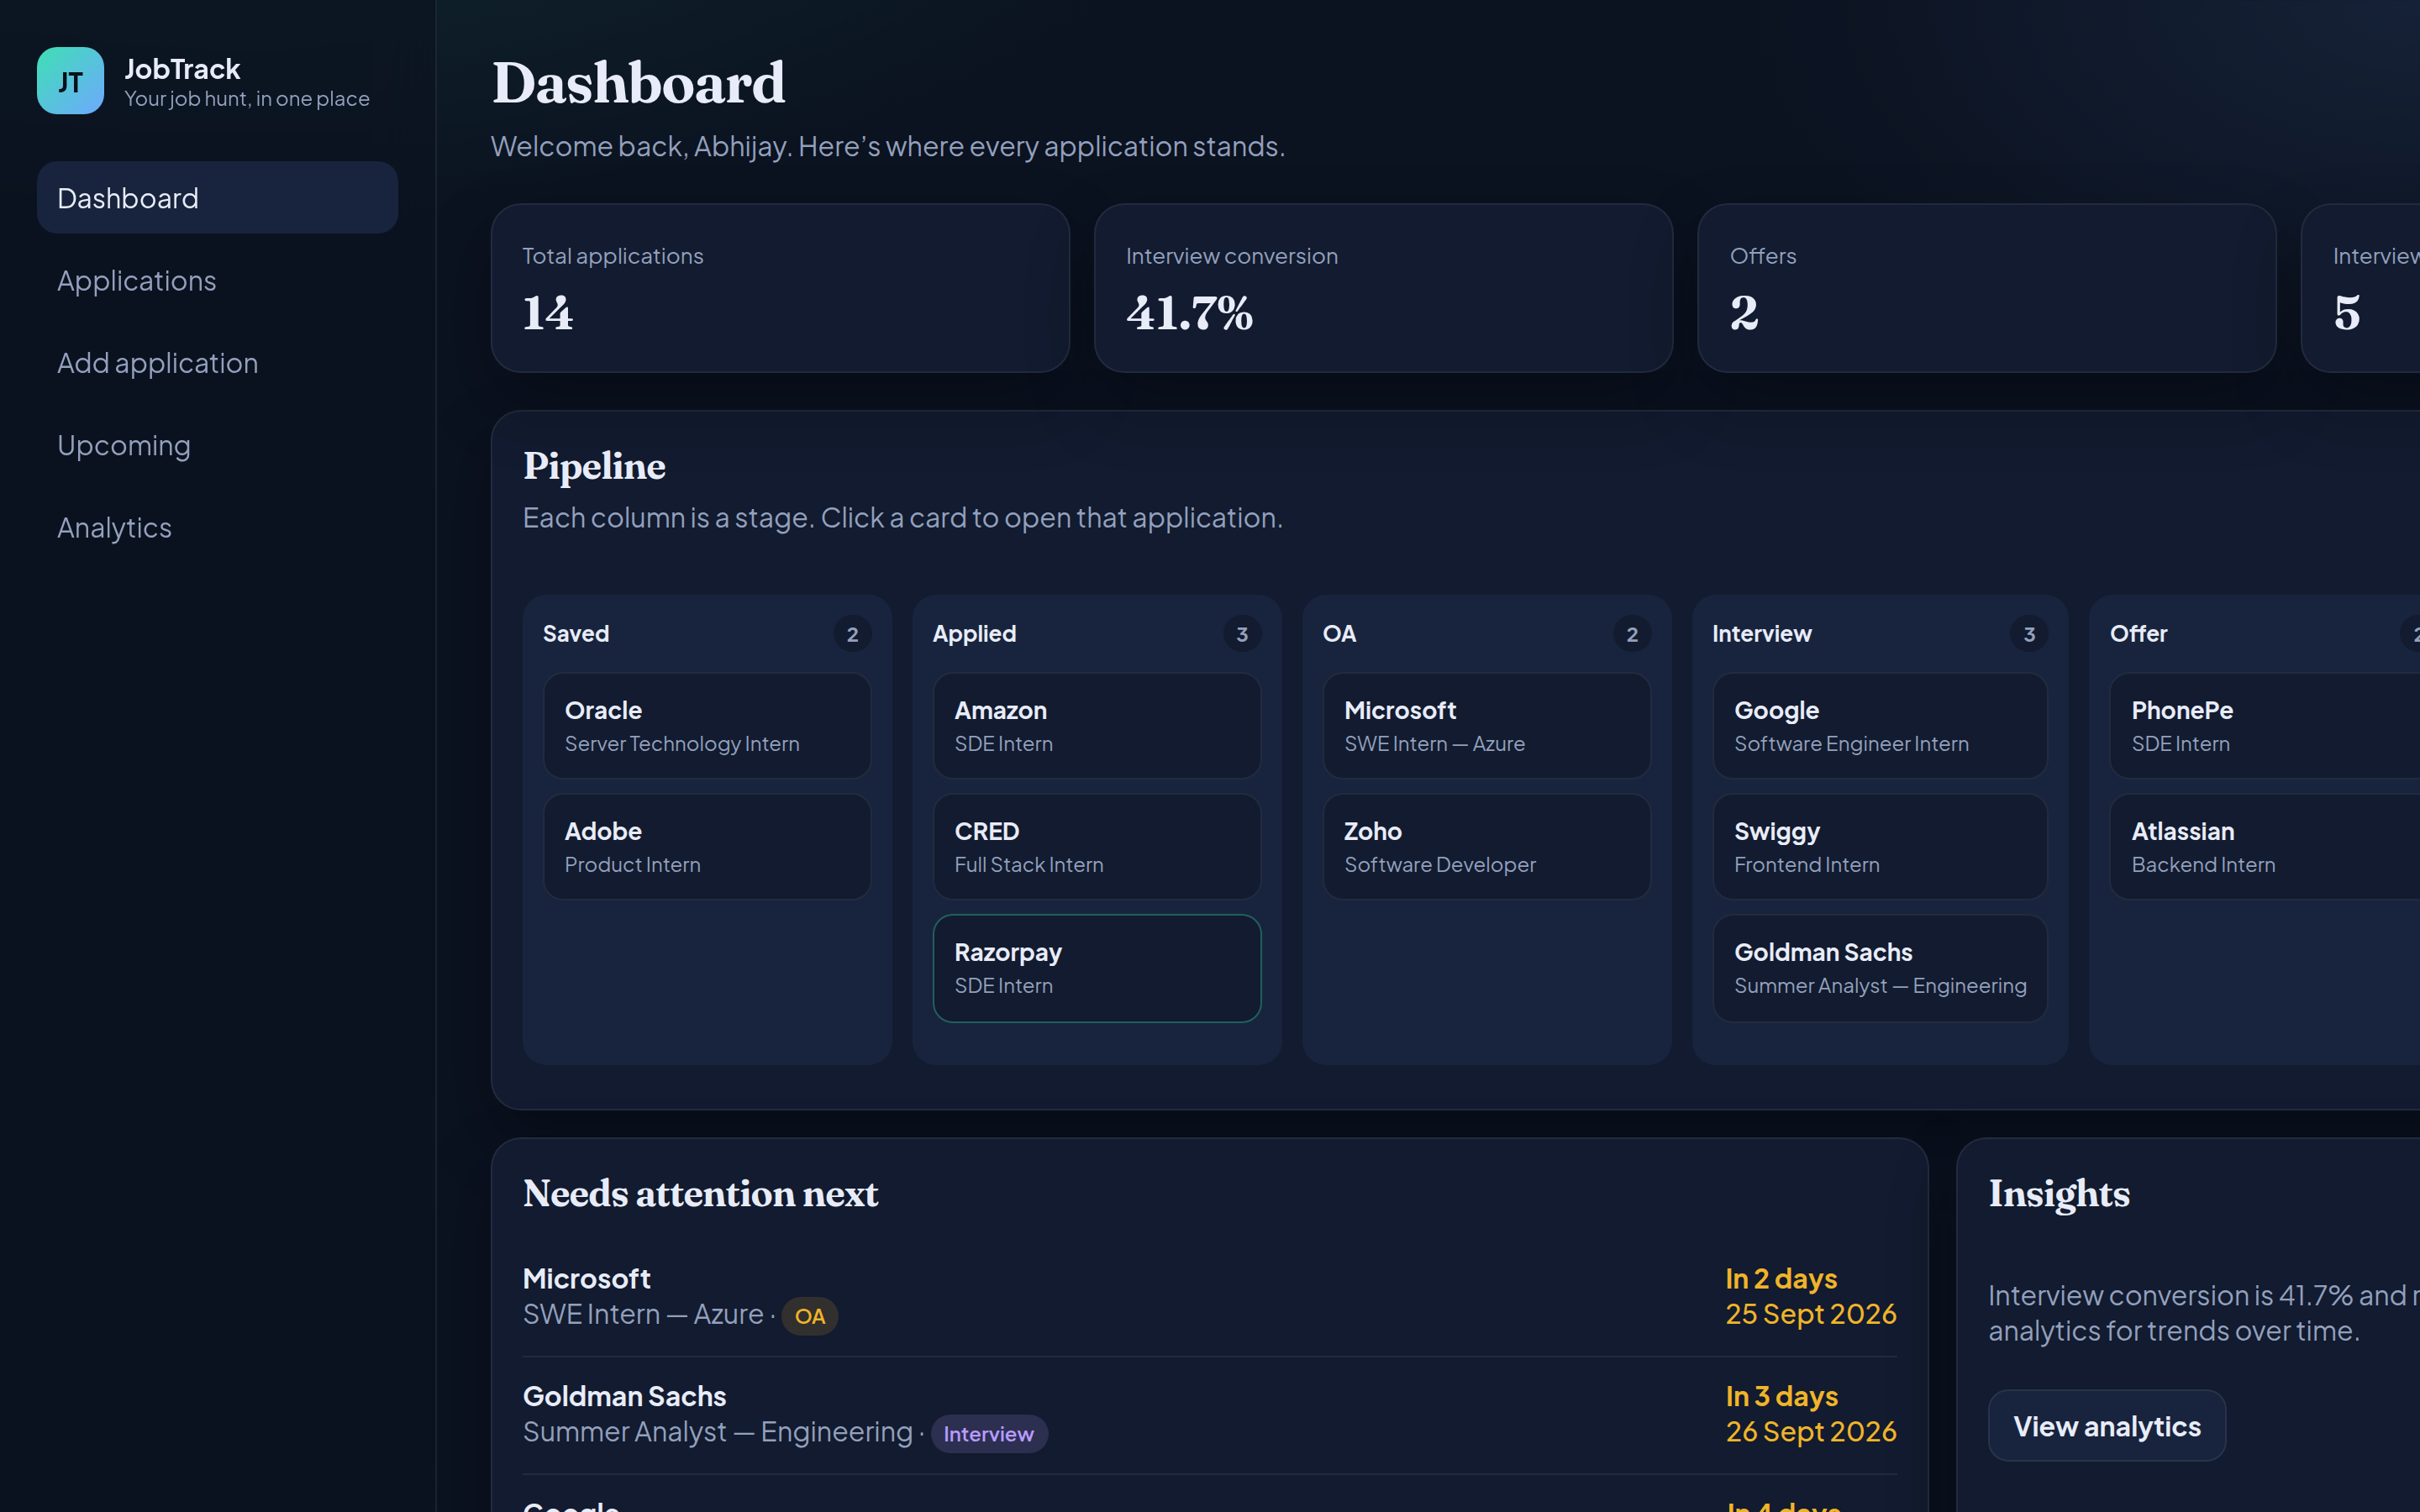 JT
JobTrack
Your job hunt, in one place
Dashboard
Applications
Add application
Upcoming
Analytics
Dashboard
Welcome back, Abhijay. Here’s where every application stands.
Total applications
14
Interview conversion
41.7%
Offers
2
Interview
5
Pipeline
Each column is a stage. Click a card to open that application.
Saved 2
Oracle
Server Technology Intern
Adobe
Product Intern
Applied 3
Amazon
SDE Intern
CRED
Full Stack Intern
Razorpay
SDE Intern
OA 2
Microsoft
SWE Intern — Azure
Zoho
Software Developer
Interview 3
Google
Software Engineer Intern
Swiggy
Frontend Intern
Goldman Sachs
Summer Analyst — Engineering
Offer 2
PhonePe
SDE Intern
Atlassian
Backend Intern
Needs attention next
Microsoft
SWE Intern — Azure · OA
In 2 days
25 Sept 2026
Goldman Sachs
Summer Analyst — Engineering · Interview
In 3 days
26 Sept 2026
Google
In 4 days
Insights
Interview conversion is 41.7% and
analytics for trends over time.
View analytics